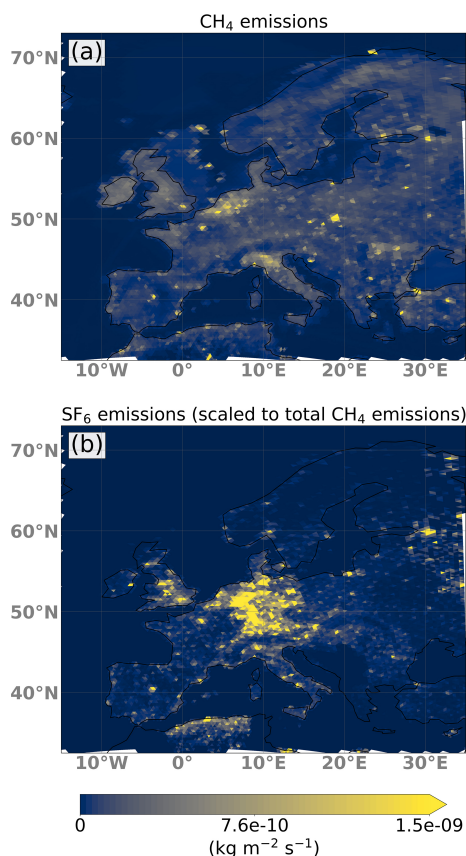 CH₄ emissions
(a)
70°N
60°N
50°N
40°N
10°W 0° 10°E 20°E 30°E
SF₆ emissions (scaled to total CH₄ emissions)
(b)
70°N
60°N
50°N
40°N
10°W 0° 10°E 20°E 30°E
0 7.6e-10 1.5e-09
(kg m⁻² s⁻¹)